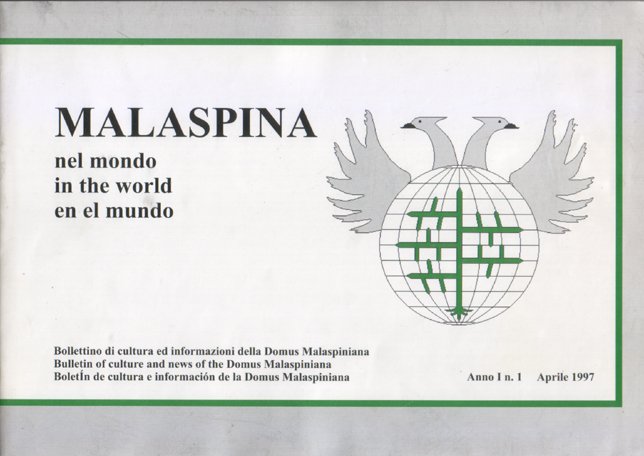 MALASPINA
nel mondo
in the world
en el mundo
Bollettino di cultura ed informazioni della Domus Malaspiniana
Bulletin of culture and news of the Domus Malaspiniana
BoletÍn de cultura e información de la Domus Malaspiniana
Anno I n. 1 Aprile 1997